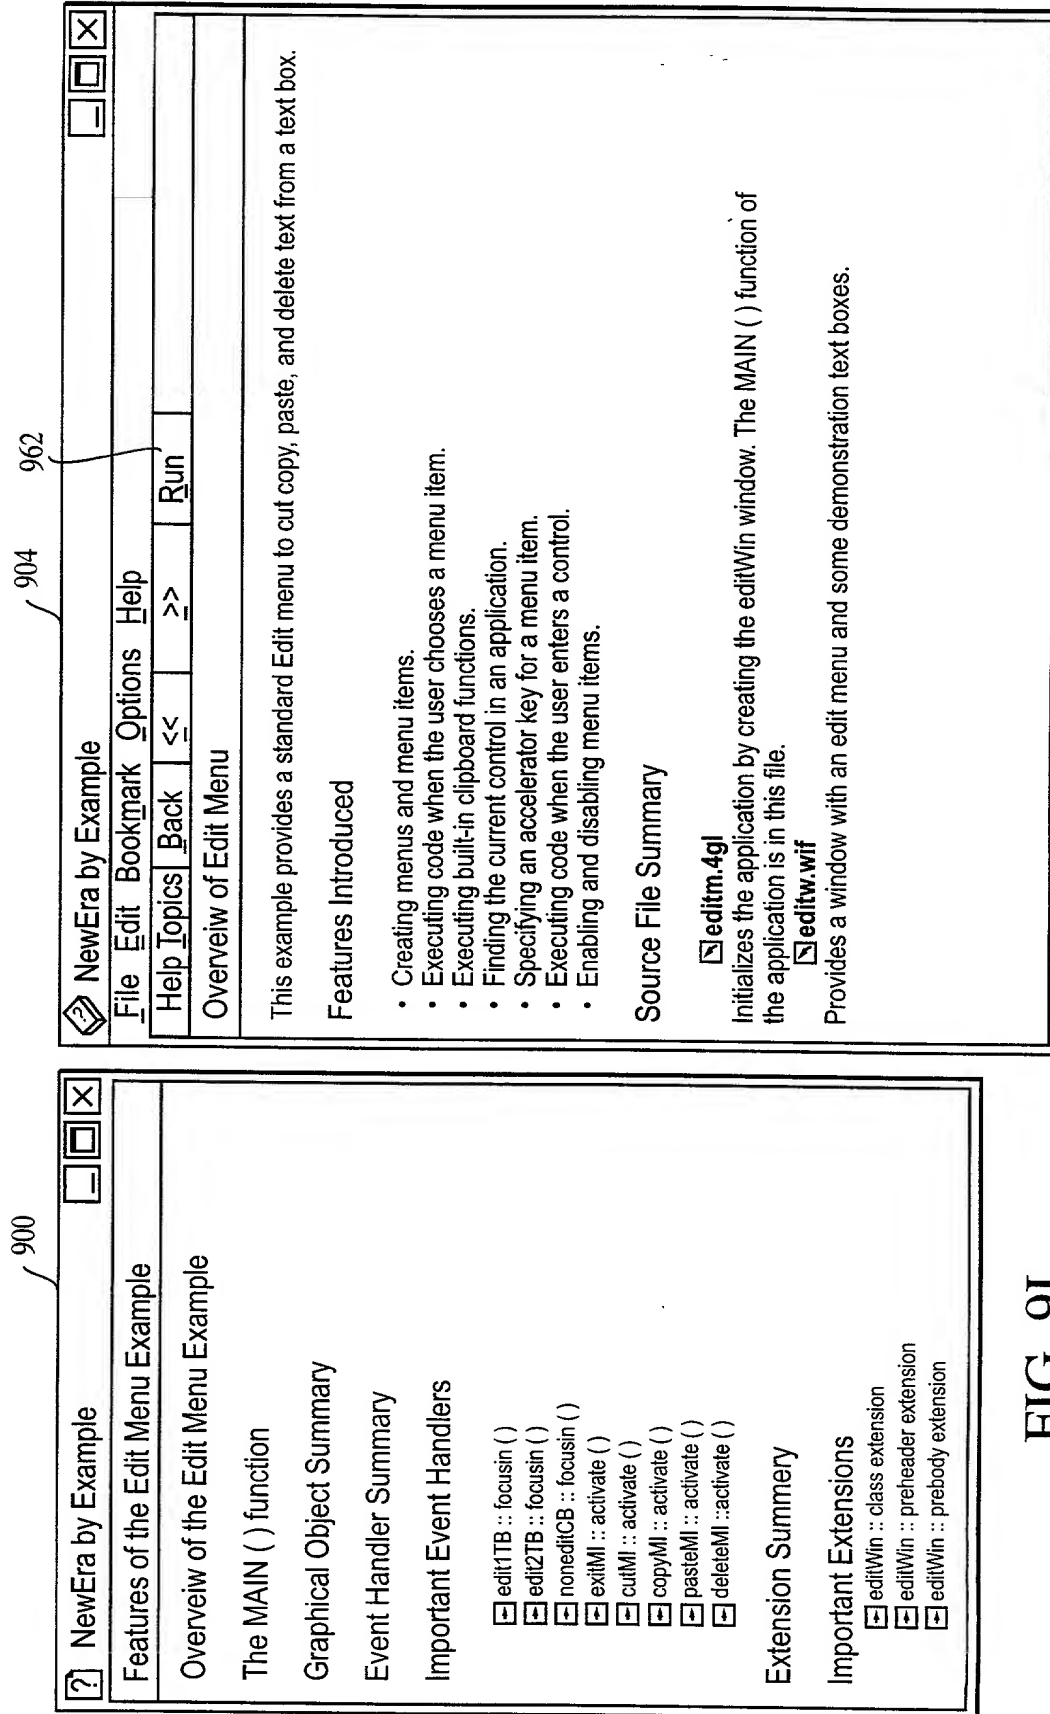 900
NewEra by Example
Features of the Edit Menu Example
Overveiw of the Edit Menu Example
The MAIN ( ) function
Graphical Object Summary
Event Handler Summary
Important Event Handlers
edit1TB :: focusin ( )
edit2TB :: focusin ( )
noneditCB :: focusin ( )
exitMI :: activate ( )
cutMI :: activate ( )
copyMI :: activate ( )
pasteMI :: activate ( )
deleteMI ::activate ( )
Extension Summery
Important Extensions
editWin :: class extension
editWin :: preheader extension
editWin :: prebody extension
904
NewEra by Example
File Edit Bookmark Options Help
962
Help Topics Back << >> Run
Overveiw of Edit Menu
This example provides a standard Edit menu to cut copy, paste, and delete text from a text box.
Features Introduced
• Creating menus and menu items.
• Executing code when the user chooses a menu item.
• Executing built-in clipboard functions.
• Finding the current control in an application.
• Specifying an accelerator key for a menu item.
• Executing code when the user enters a control.
• Enabling and disabling menu items.
Source File Summary
editm.4gl
Initializes the application by creating the editWin window. The MAIN ( ) function of
the application is in this file.
editw.wif
Provides a window with an edit menu and some demonstration text boxes.
FIG. 9I